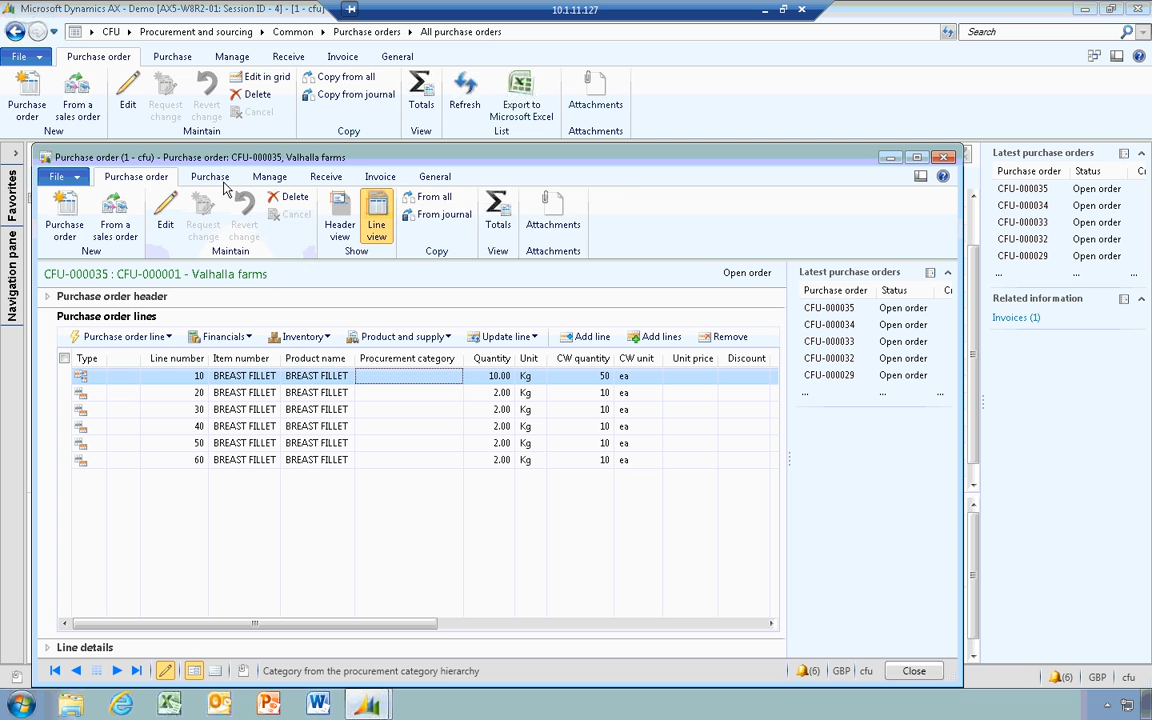 Microsoft Dynamics AX - Demo [AX5-W8R2-01: Session ID - 4] - [1 - cfu]
10.1.11.127
CFU Procurement and sourcing Common Purchase orders All purchase orders
Search
File Purchase order Purchase Manage Receive Invoice General
Purchase order
From a sales order
Edit
Request change
Revert change
Edit in grid
Delete
Cancel
Copy from all
Copy from journal
Totals
Refresh
Export to Microsoft Excel
Attachments
New Maintain Copy View List Attachments
Favorites
Navigation pane
Purchase order (1 - cfu) - Purchase order: CFU-000035, Valhalla farms
File Purchase order Purchase Manage Receive Invoice General
Purchase order
From a sales order
Edit
Request change
Revert change
Delete
Cancel
Header view
Line view
From all
From journal
Totals
Attachments
New Maintain Show Copy View Attachments
CFU-000035 : CFU-000001 - Valhalla farms
Open order
Purchase order header
Purchase order lines
Purchase order line Financials Inventory Product and supply Update line Add line Add lines Remove
Type Line number Item number Product name Procurement category Quantity Unit CW quantity CW unit Unit price Discount
10 BREAST FILLET BREAST FILLET 10.00 Kg 50 ea
20 BREAST FILLET BREAST FILLET 2.00 Kg 10 ea
30 BREAST FILLET BREAST FILLET 2.00 Kg 10 ea
40 BREAST FILLET BREAST FILLET 2.00 Kg 10 ea
50 BREAST FILLET BREAST FILLET 2.00 Kg 10 ea
60 BREAST FILLET BREAST FILLET 2.00 Kg 10 ea
Line details
Category from the procurement category hierarchy
(6) GBP cfu
Close
Latest purchase orders
Purchase order Status
CFU-000035 Open order
CFU-000034 Open order
CFU-000033 Open order
CFU-000032 Open order
CFU-000029 Open order
... ... ...
Latest purchase orders
Purchase order Status
CFU-000035 Open order
CFU-000034 Open order
CFU-000033 Open order
CFU-000032 Open order
CFU-000029 Open order
... ... ...
Related information
Invoices (1)
(6) GBP cfu